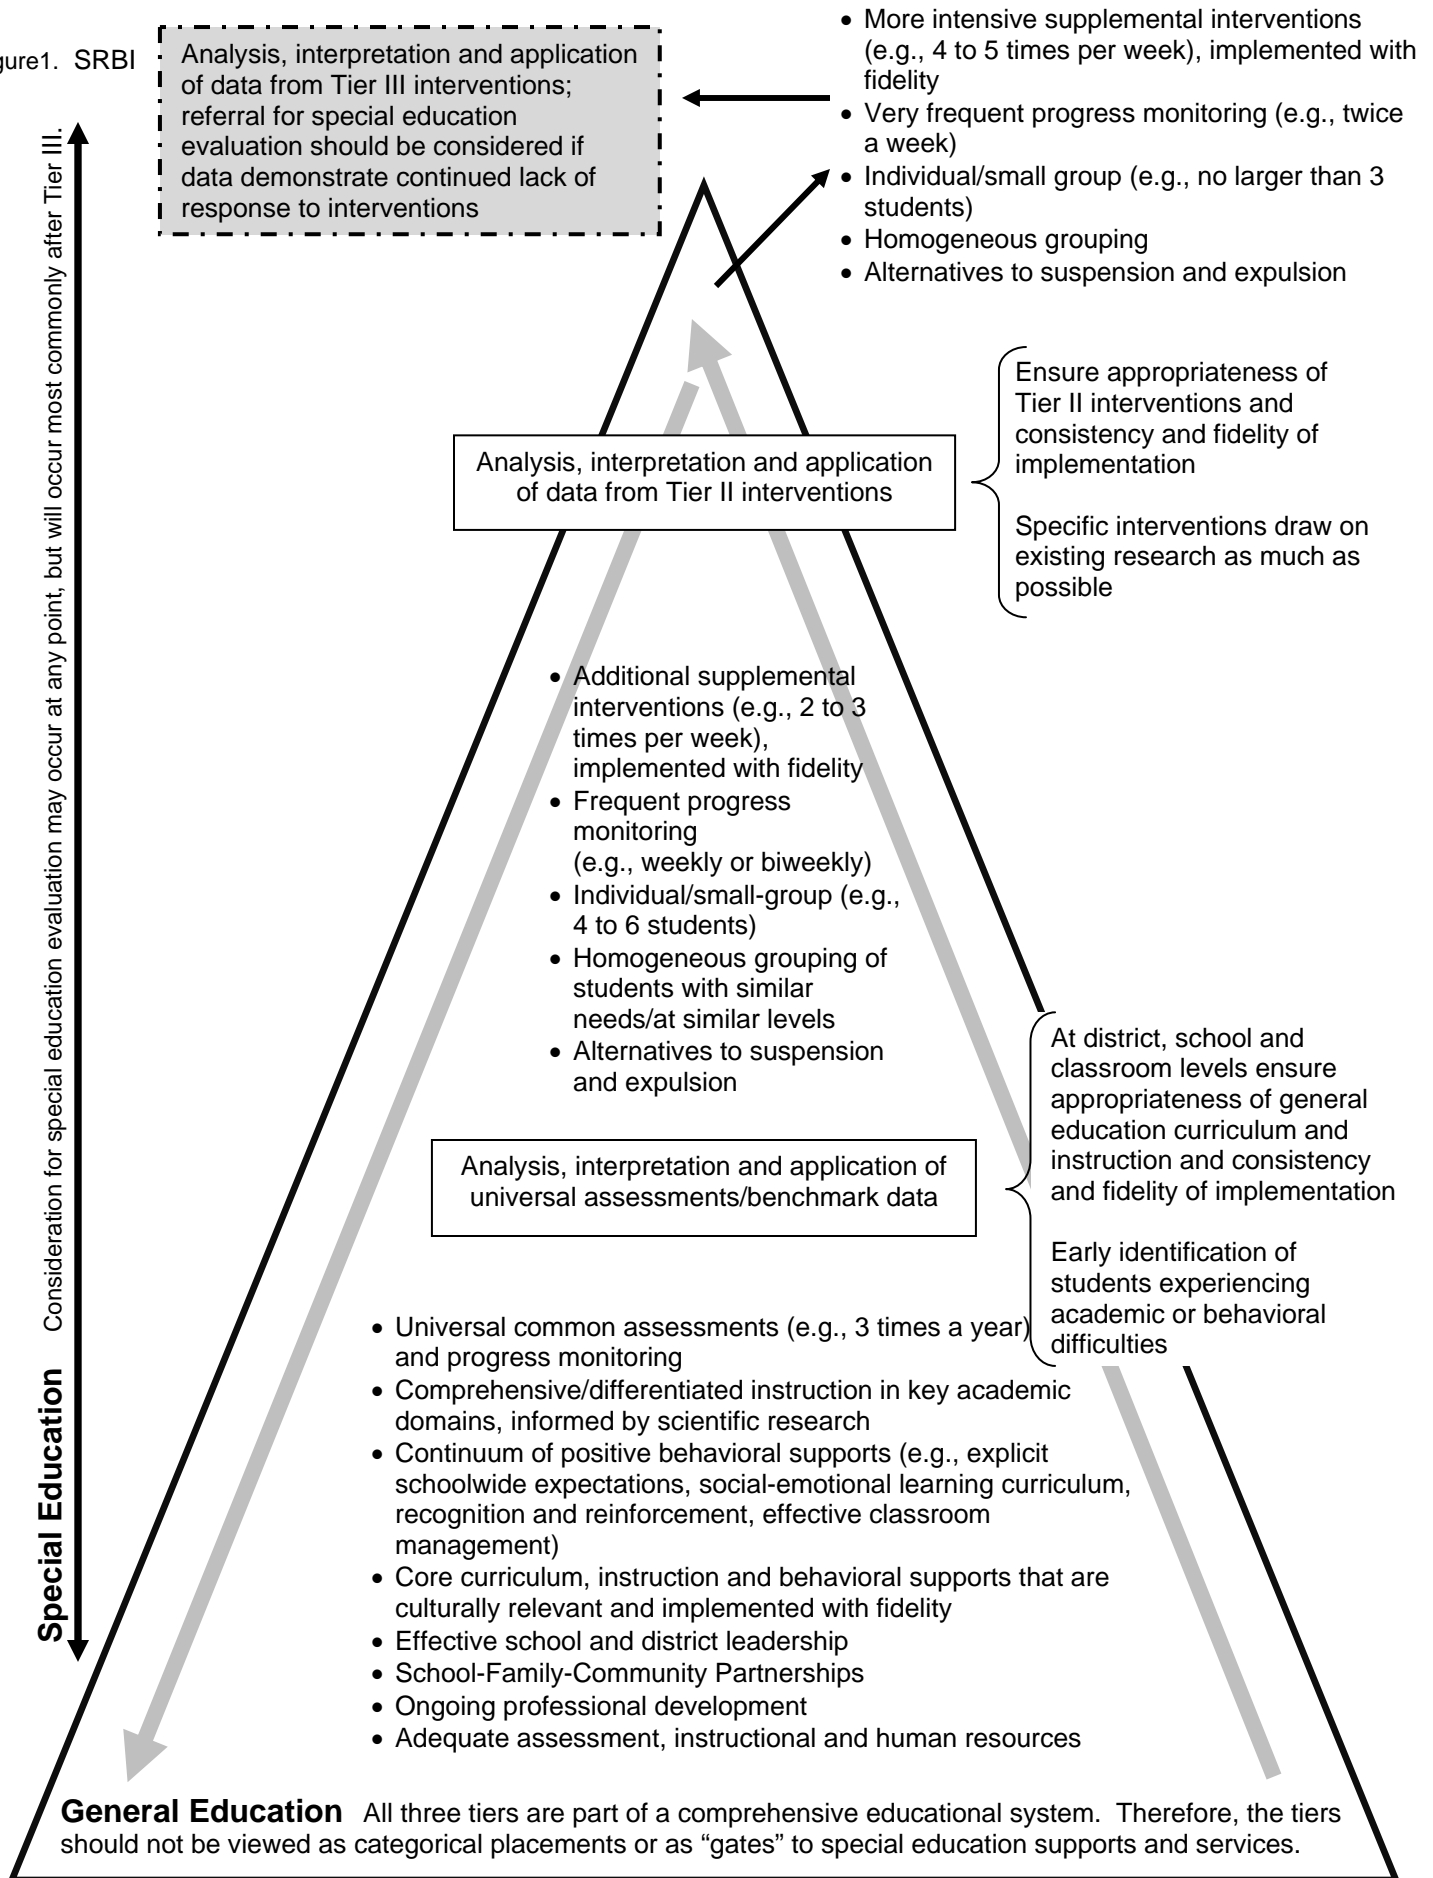 gure1. SRBI
Analysis, interpretation and application
of data from Tier III interventions;
referral for special education
evaluation should be considered if
data demonstrate continued lack of
response to interventions
• More intensive supplemental interventions
(e.g., 4 to 5 times per week), implemented with
fidelity
• Very frequent progress monitoring (e.g., twice
a week)
• Individual/small group (e.g., no larger than 3
students)
• Homogeneous grouping
• Alternatives to suspension and expulsion
Special Education Consideration for special education evaluation may occur at any point, but will occur most commonly after Tier III.
Analysis, interpretation and application
of data from Tier II interventions
Ensure appropriateness of
Tier II interventions and
consistency and fidelity of
implementation
Specific interventions draw on
existing research as much as
possible
• Additional supplemental
interventions (e.g., 2 to 3
times per week),
implemented with fidelity
• Frequent progress
monitoring
(e.g., weekly or biweekly)
• Individual/small-group (e.g.,
4 to 6 students)
• Homogeneous grouping of
students with similar
needs/at similar levels
• Alternatives to suspension
and expulsion
Analysis, interpretation and application of
universal assessments/benchmark data
At district, school and
classroom levels ensure
appropriateness of general
education curriculum and
instruction and consistency
and fidelity of implementation
Early identification of
students experiencing
academic or behavioral
difficulties
• Universal common assessments (e.g., 3 times a year)
and progress monitoring
• Comprehensive/differentiated instruction in key academic
domains, informed by scientific research
• Continuum of positive behavioral supports (e.g., explicit
schoolwide expectations, social-emotional learning curriculum,
recognition and reinforcement, effective classroom
management)
• Core curriculum, instruction and behavioral supports that are
culturally relevant and implemented with fidelity
• Effective school and district leadership
• School-Family-Community Partnerships
• Ongoing professional development
• Adequate assessment, instructional and human resources
General Education All three tiers are part of a comprehensive educational system. Therefore, the tiers
should not be viewed as categorical placements or as “gates” to special education supports and services.